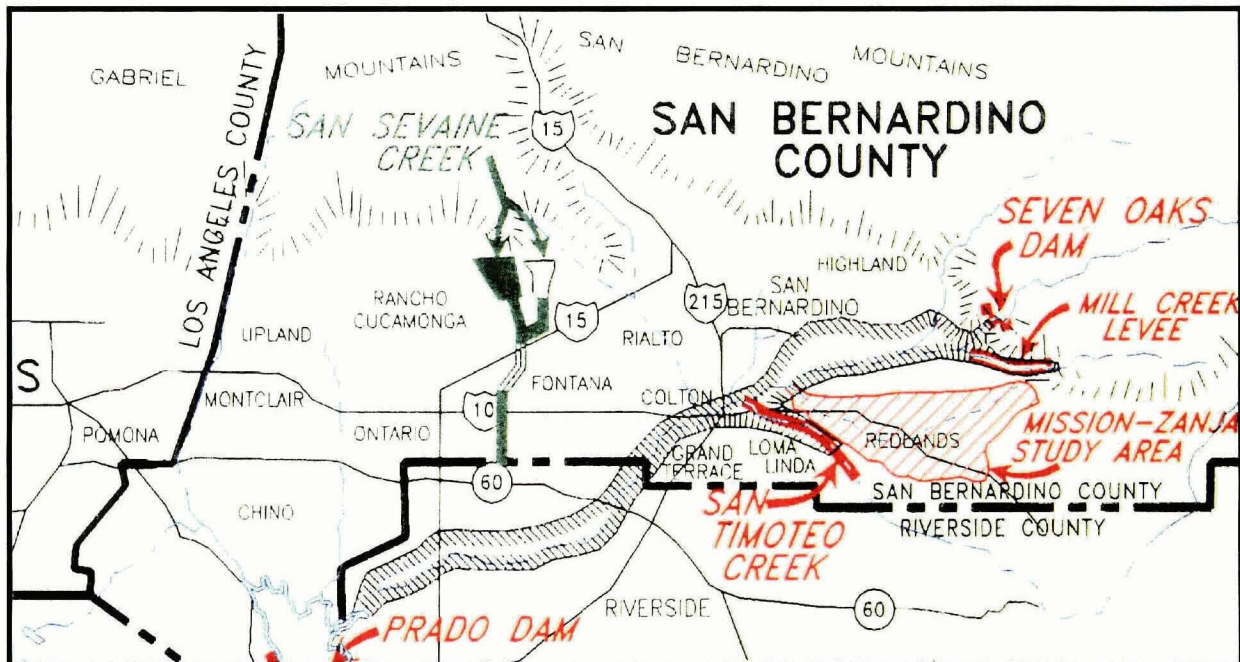 GABRIEL
MOUNTAINS
SAN
BERNARDINO
MOUNTAINS
LOS ANGELES COUNTY
SAN SEVAINE
CREEK
15
SAN BERNARDINO
COUNTY
SEVEN OAKS
DAM
HIGHLAND
SAN
BERNARDINO
215
MILL CREEK
LEVEE
RANCHO
CUCAMONGA
15
UPLAND
RIALTO
S
FONTANA
MONTCLAIR
COLTON
10
POMONA
ONTARIO
REDLANDS
MISSION-ZANJA
STUDY AREA
LOMA
LINDA
GRAND
TERRACE
60
SAN BERNARDINO COUNTY
RIVERSIDE COUNTY
CHINO
SAN
TIMOTEO
CREEK
RIVERSIDE
60
PRADO DAM